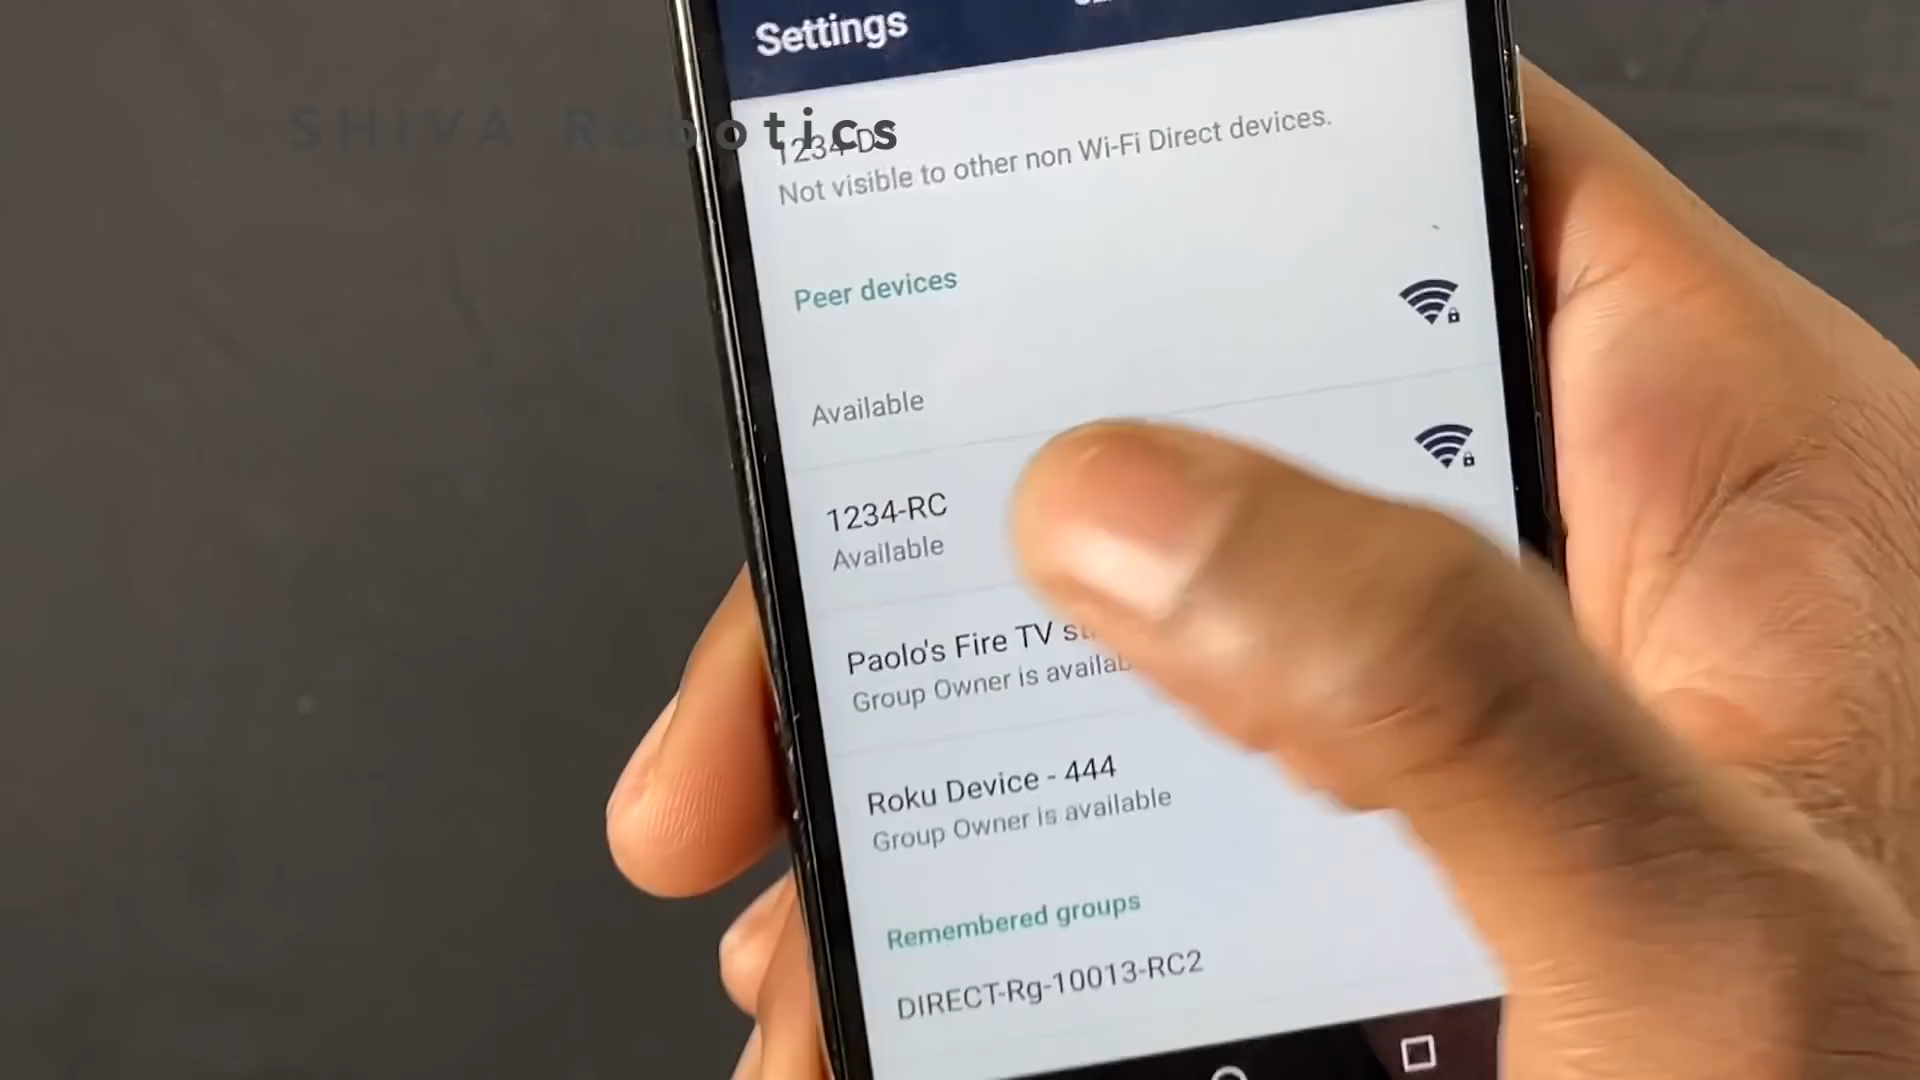 Settings
SHIVA Robotics
1234-D
Not visible to other non Wi-Fi Direct devices.
Peer devices
Available
1234-RC
Available
Paolo's Fire TV
Group Owner is
Roku Device - 444
Group Owner is available
Remembered groups
DIRECT-Rg-10013-RC2